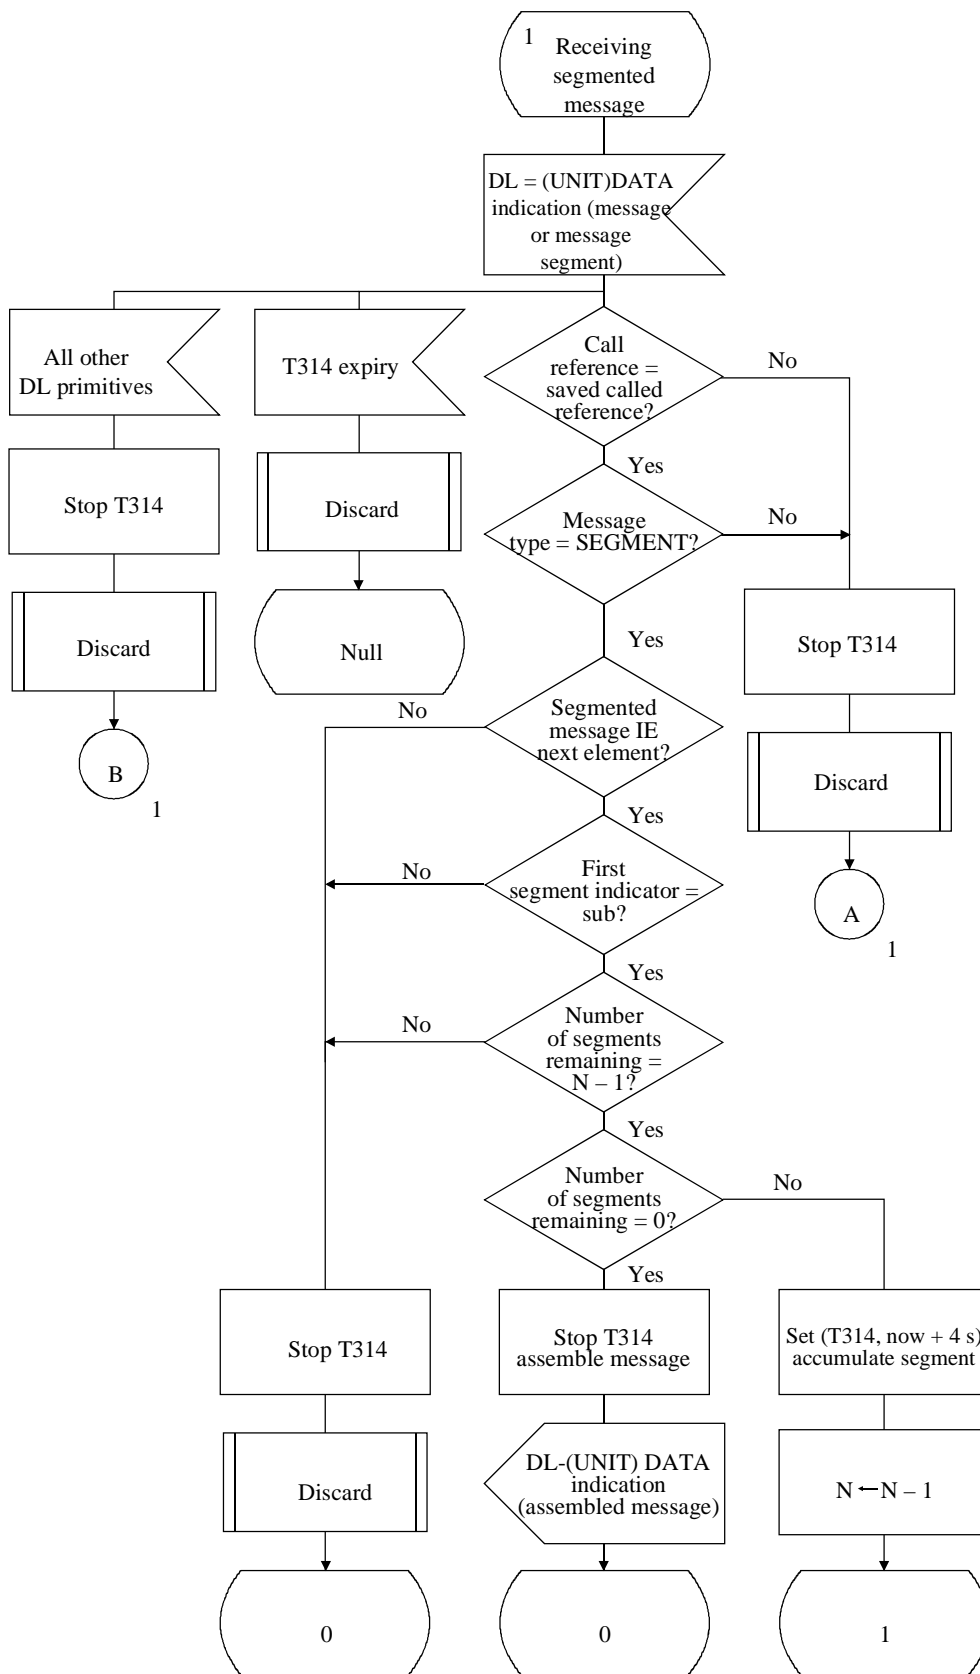 1
Receiving
segmented
message
DL = (UNIT)DATA
indication (message
or message
segment)
All other
DL primitives
T314 expiry
Call
reference =
saved called
reference?
No
Yes
Stop T314
Discard
Message
type = SEGMENT?
No
Yes
Discard
Null
Stop T314
B
1
No
Segmented
message IE
next element?
Yes
Discard
No
First
segment indicator =
sub?
A
1
Yes
No
Number
of segments
remaining =
N – 1?
Yes
Number
of segments
remaining = 0?
No
Yes
Stop T314
Stop T314
assemble message
Set (T314, now + 4 s)
accumulate segment
Discard
DL-(UNIT) DATA
indication
(assembled message)
N ← N – 1
0
0
1